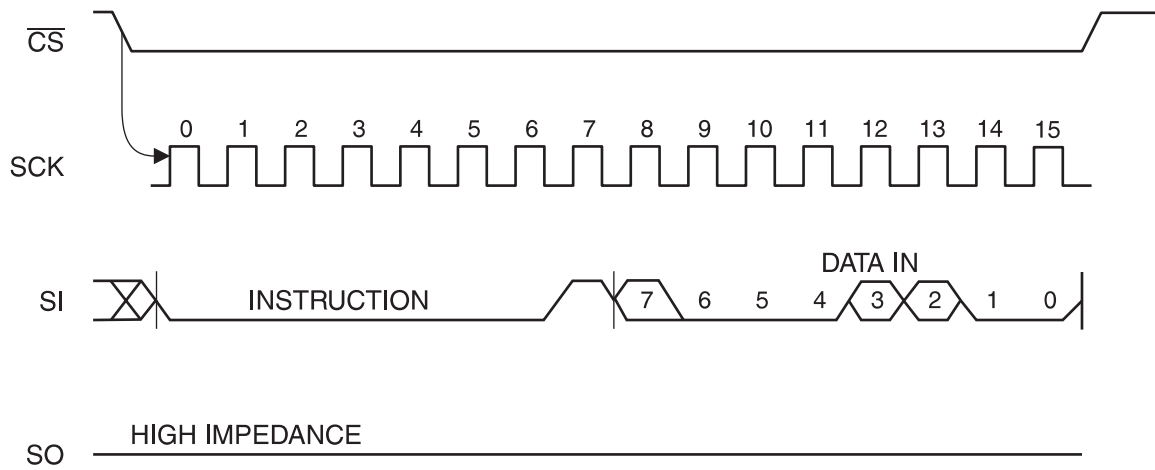 C̅S̅
0 1 2 3 4 5 6 7 8 9 10 11 12 13 14 15
SCK
DATA IN
SI INSTRUCTION 7 6 5 4 3 2 1 0
HIGH IMPEDANCE
SO